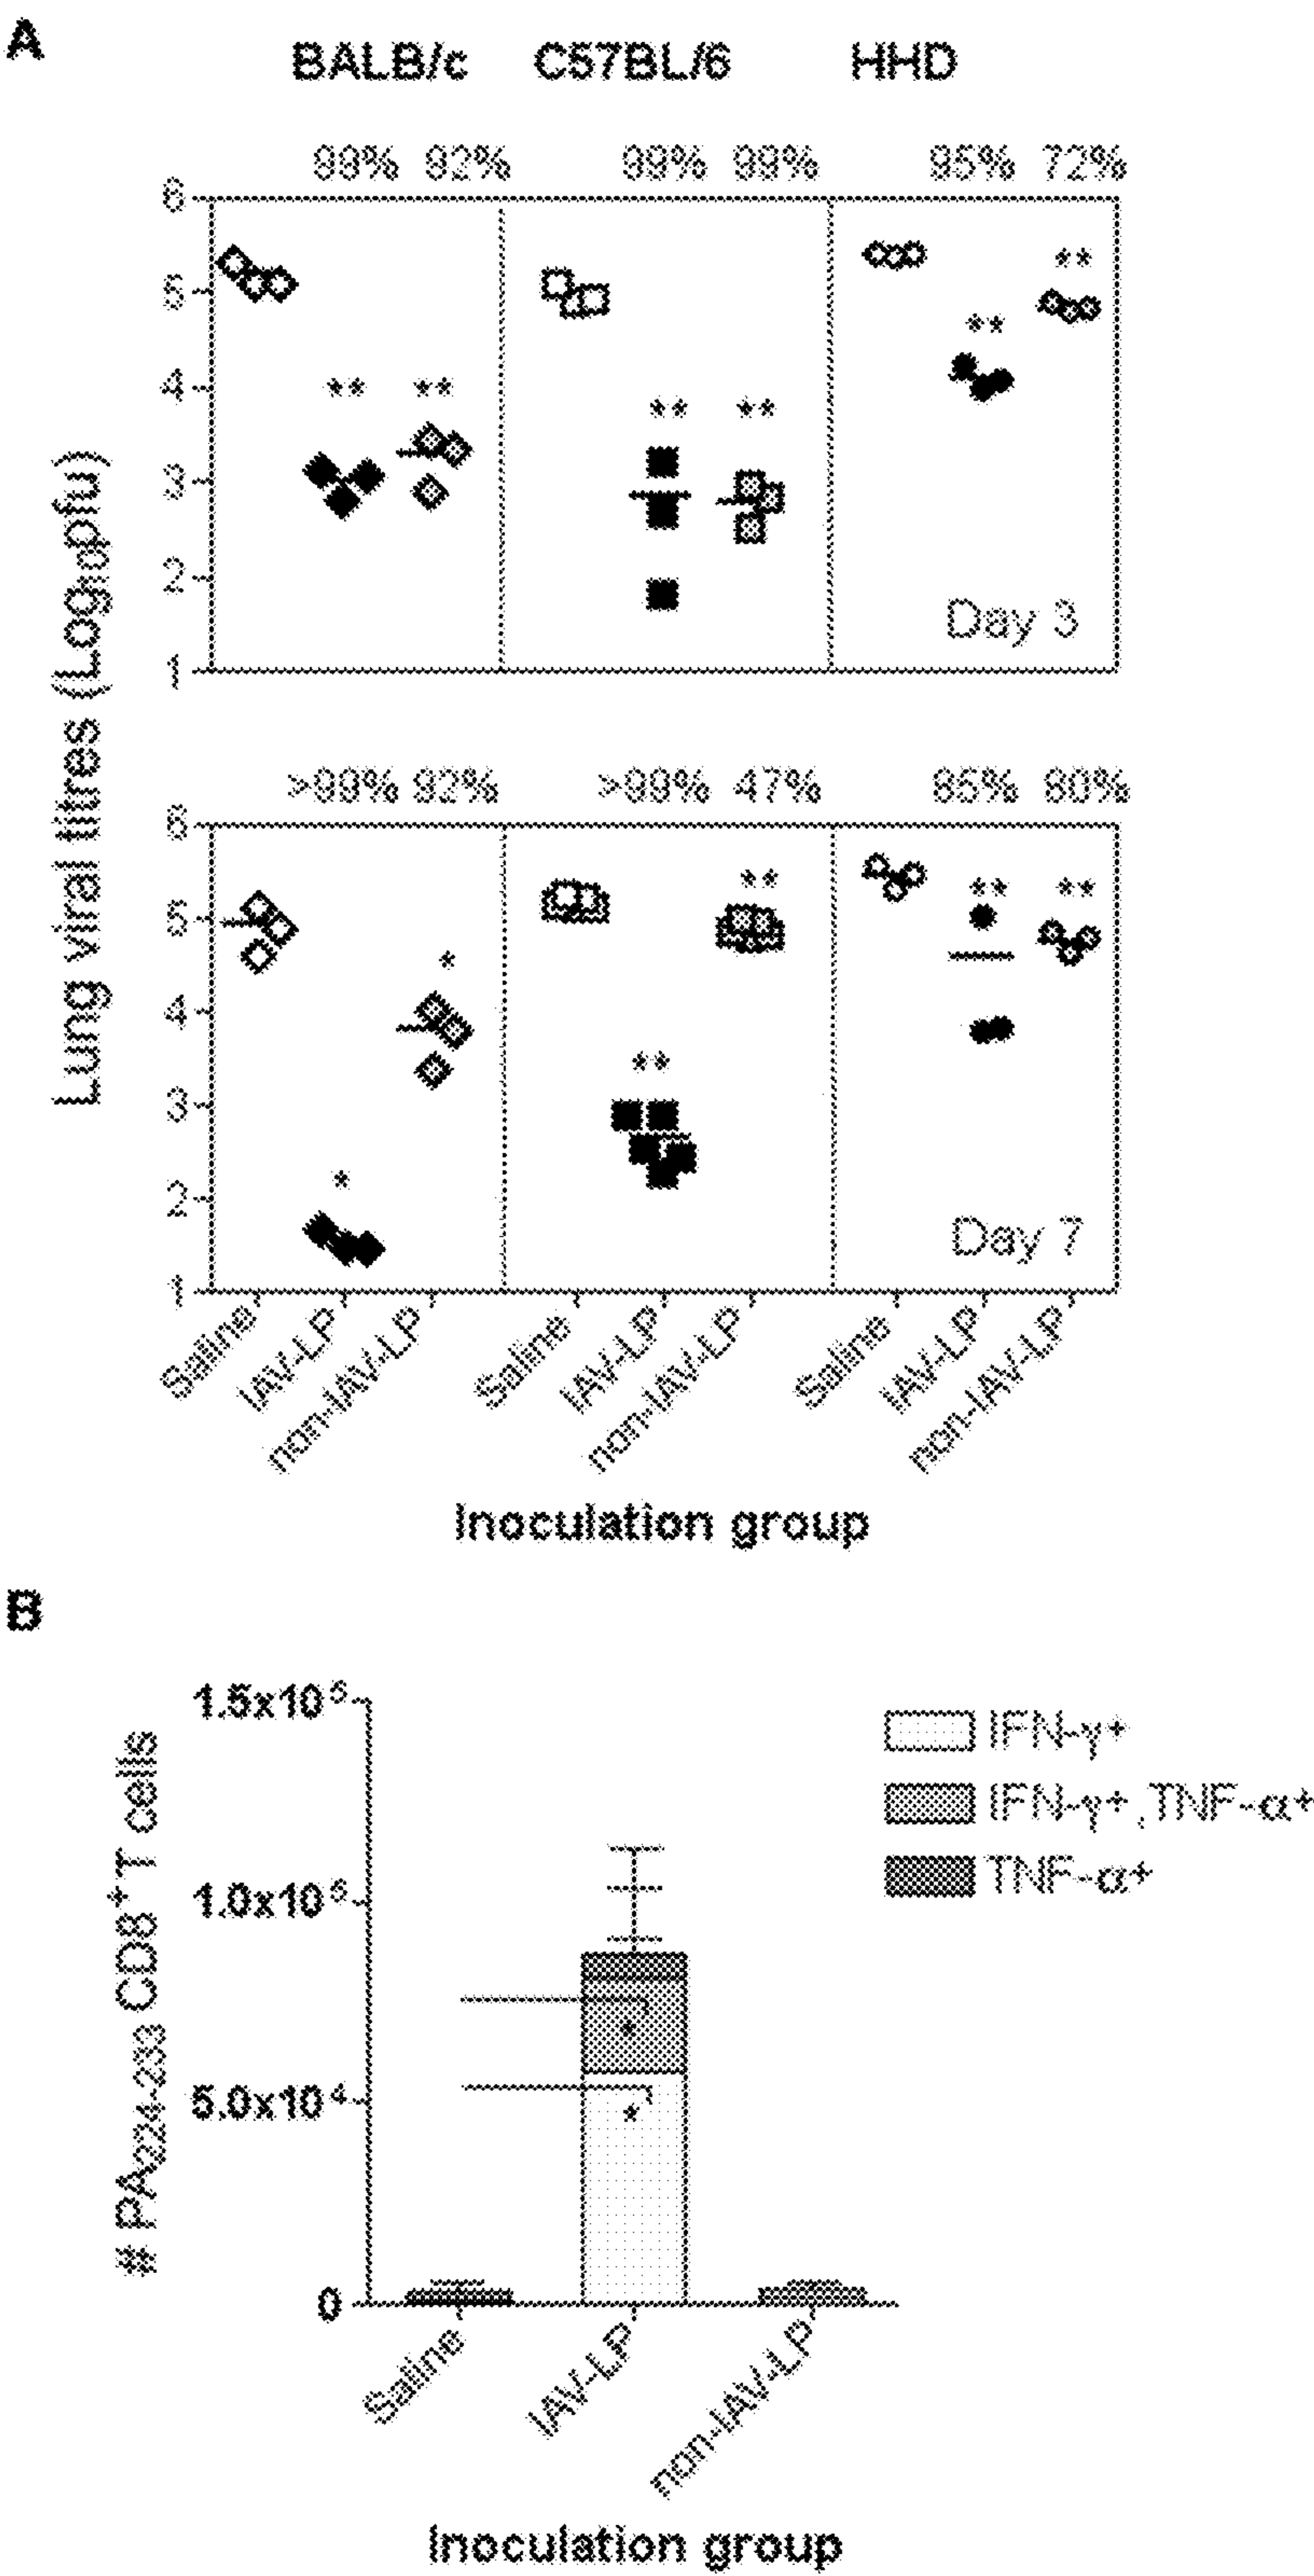 A
BALB/c C57BL/6 HHD
99% 92% 99% 99% 95% 72%
6
5
4
3
2
1
** ** ** ** ** **
Day 3
Lung viral titres (Log10pfu)
>99% 92% >99% 47% 85% 80%
6
5
4
3
2
1
* * ** ** ** **
Day 7
Saline IAV-LP non-IAV-LP Saline IAV-LP non-IAV-LP Saline IAV-LP non-IAV-LP
Inoculation group
B
# PA224-233 CD8+T cells
1.5x10^5
1.0x10^5
5.0x10^4
0
*
*
IFN-γ+
IFN-γ+,TNF-α+
TNF-α+
Saline IAV-LP non-IAV-LP
Inoculation group